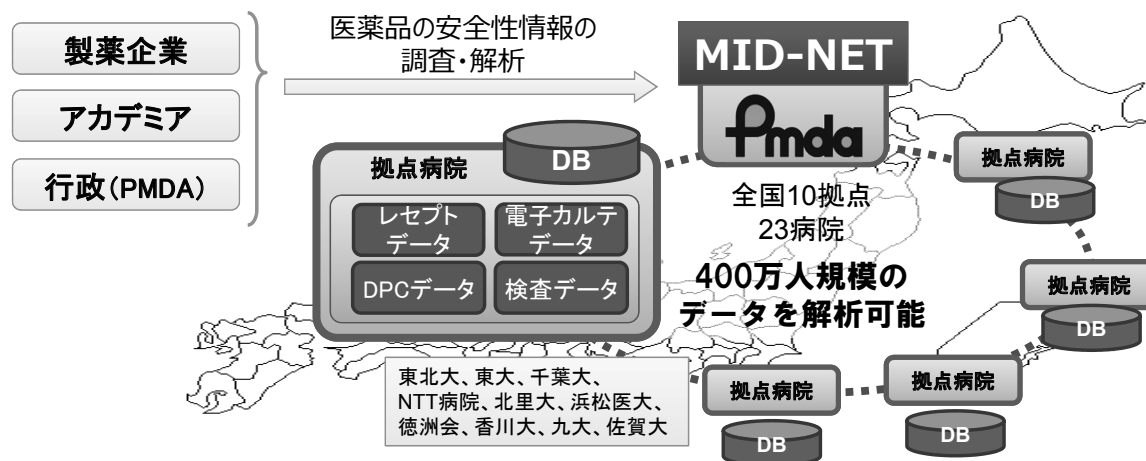 製薬企業
アカデミア
行政(PMDA)
医薬品の安全性情報の
調査・解析
MID-NET
Pmda
全国10拠点
23病院
400万人規模の
データを解析可能
拠点病院
DB
レセプト
データ
電子カルテ
データ
DPCデータ
検査データ
東北大、東大、千葉大、
NTT病院、北里大、浜松医大、
徳洲会、香川大、九大、佐賀大
拠点病院
DB
拠点病院
DB
拠点病院
DB
拠点病院
DB